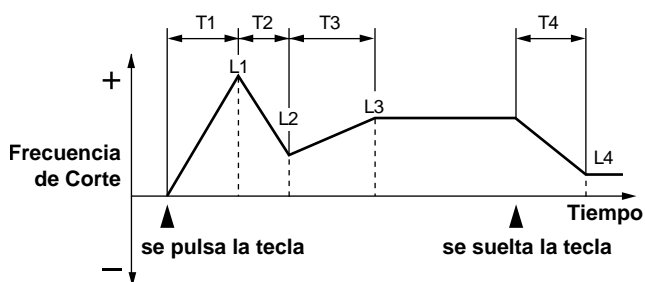 T1 T2 T3 T4
+
L1
L2
L3
L4
Frecuencia
de Corte
Tiempo
–
se pulsa la tecla
se suelta la tecla